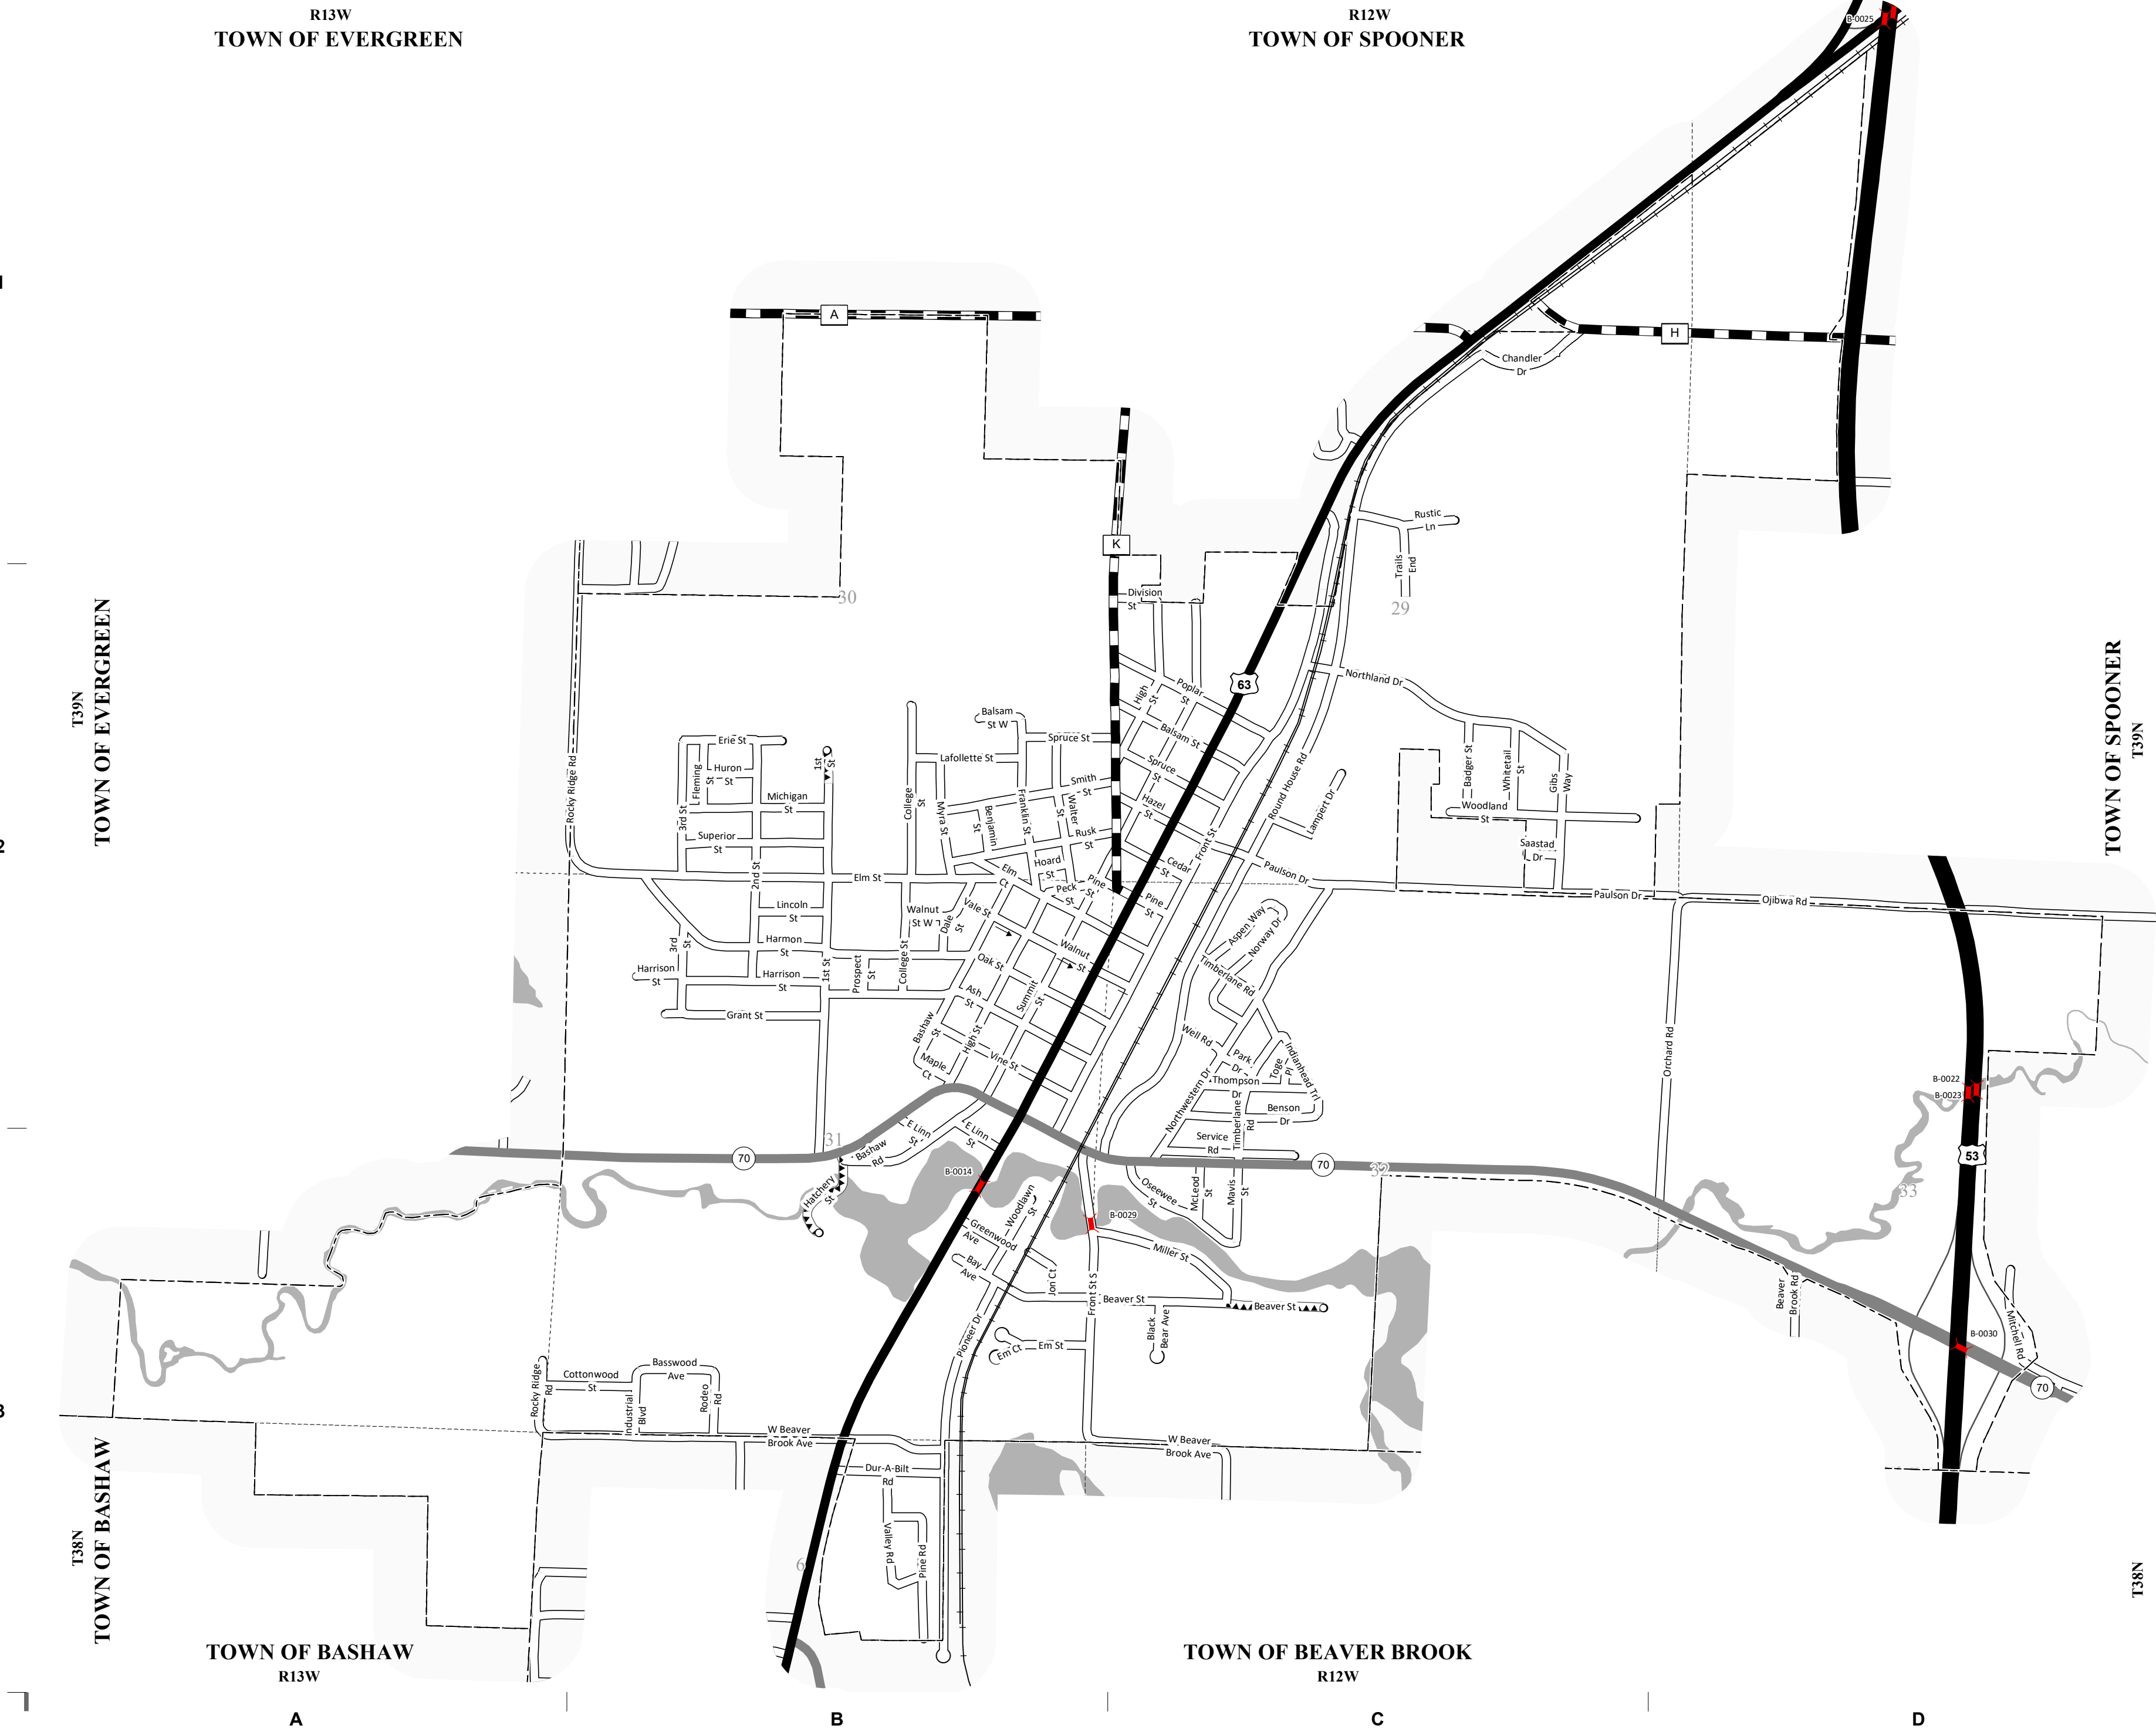 R13W
TOWN OF EVERGREEN
R12W
TOWN OF SPOONER
B-0025
A
H
Chandler
Dr
K
Rustic
Ln
Trails
End
30
29
Division
St
T39N
TOWN OF EVERGREEN
TOWN OF SPOONER
T39N
63
Northland Dr
Poplar
St
High
St
Balsam
St W
Balsam St
Spruce St
Spruce
St
Erie St
Huron
St
Fleming
St
1st
St
Lafollette St
Smith
St
Rocky Ridge Rd
3rd St
Michigan
St
College
St
Myra St
Benjamin
St
Franklin St
Walter
St
Hazel
St
Round House Rd
Lampert Dr
Badger St
Whitetail
St
Gibs
Way
Woodland
St
Superior
St
Rusk
St
Front St
Saastad
Dr
2
2nd St
Elm St
Elm
Ct
Hoard
St
Peck
St
Pine
St
Cedar
St
Pine
St
Paulson Dr
Paulson Dr
Ojibwa Rd
Lincoln
St
Walnut
St W
Dale
St
Vale St
Walnut
St
Aspen Way
Norway Dr
3rd
St
Harmon
St
College St
Oak St
Timberlane Rd
Harrison
St
Harrison
St
1st St
Prospect
St
Ash
St
Summit
St
Grant St
Bashaw
St
High St
Vine St
Maple
Ct
Well Rd
Park
Dr
Toge
Pl
Indianhead Trl
Orchard Rd
Northwestern Dr
Thompson
Dr
Benson
Dr
Timberlane
Rd
B-0022
B-0023
31
E Linn
St
E Linn
St
Bashaw
Rd
Service
Rd
70
70
32
53
B-0014
Hatchery
St
Woodlawn
St
Oseewee
St
McLeod
St
Mavis
St
33
B-0029
Greenwood
Ave
Bay
Ave
Miller St
Jon Ct
Front St S
Beaver St
Beaver St
Black
Bear Ave
Beaver
Brook Rd
Mitchell Rd
Pioneer Dr
Em Ct
Em St
B-0030
70
Rocky Ridge
Rd
Cottonwood
St
Basswood
Ave
Industrial
Blvd
Rodeo
Rd
W Beaver
Brook Ave
W Beaver
Brook Ave
3
Dur-A-Bilt
Rd
Valley Rd
Pine Rd
6
T38N
TOWN OF BASHAW
T38N
TOWN OF BASHAW
R13W
TOWN OF BEAVER BROOK
R12W
A
B
C
D